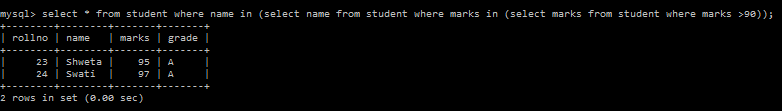 mysql> select * from student where name in (select name from student where marks in (select marks from student where marks >90));
+--------+--------+-------+-------+
| rollno | name   | marks | grade |
+--------+--------+-------+-------+
|     23 | Shweta |    95 | A     |
|     24 | Swati  |    97 | A     |
+--------+--------+-------+-------+
2 rows in set (0.00 sec)